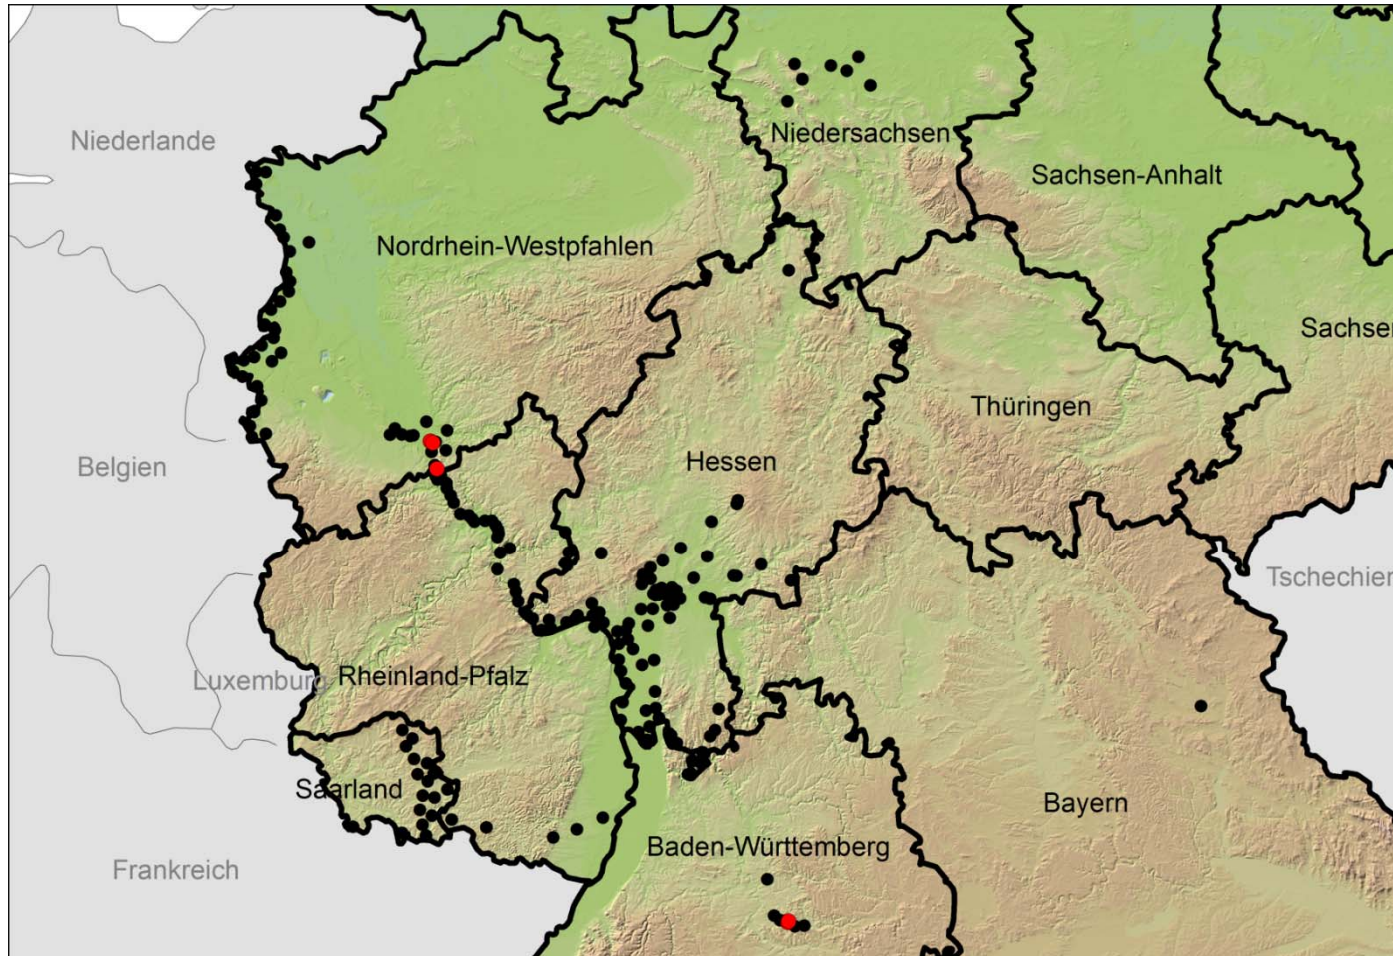 Niederlande
Niedersachsen
Sachsen-Anhalt
Nordrhein-Westpfahlen
Sachsen
Thüringen
Belgien
Hessen
Tschechien
Luxemburg
Rheinland-Pfalz
Saarland
Bayern
Baden-Württemberg
Frankreich